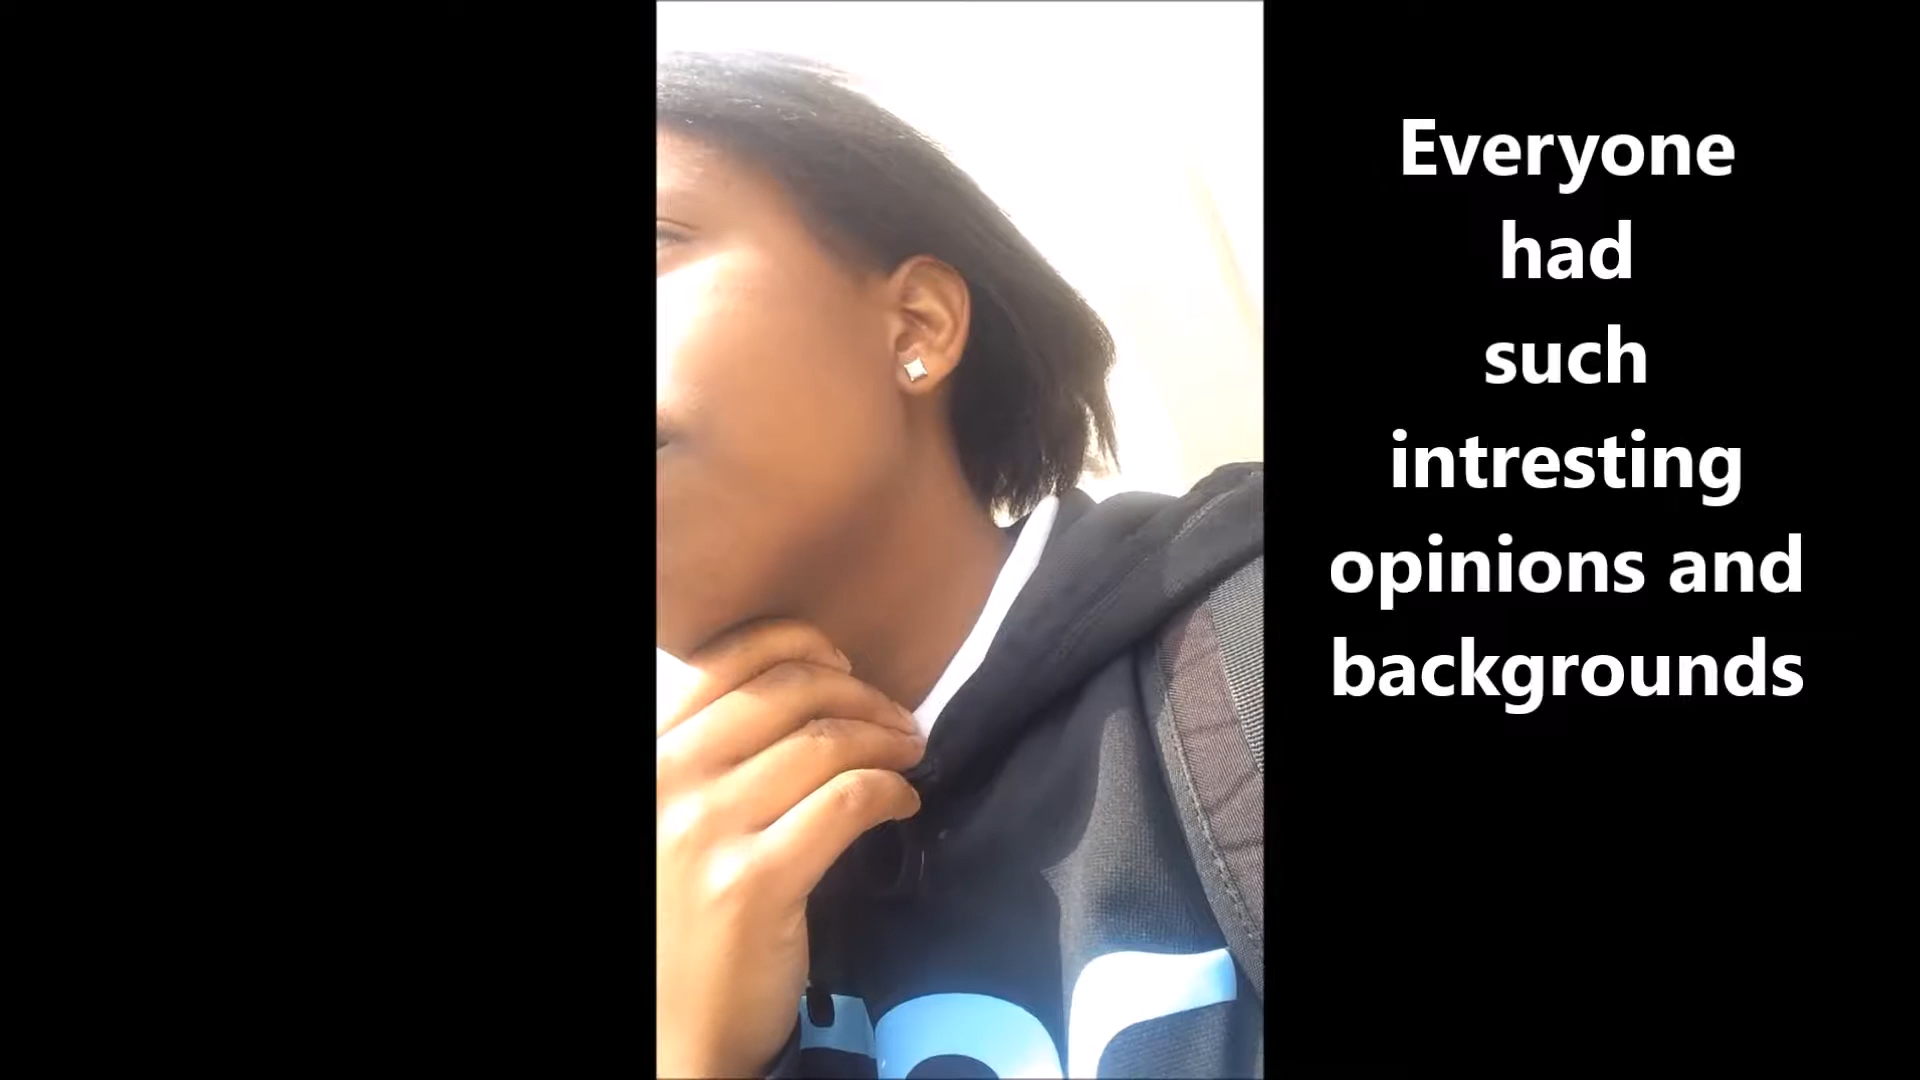 Everyone
had
such
intresting
opinions and
backgrounds